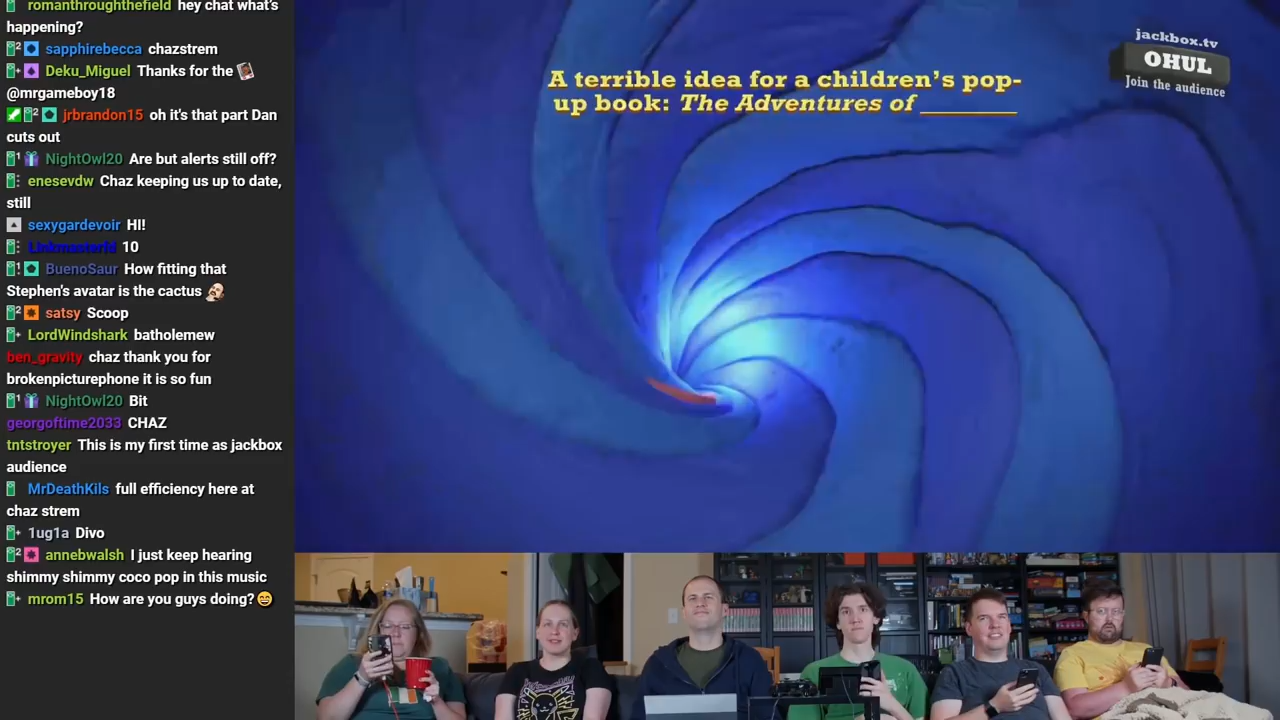 romanthroughthefield hey chat what's
happening?
sapphirebecca chazstrem
Deku_Miguel Thanks for the
@mrgameboy18
jrbrandon15 oh it's that part Dan
cuts out
NightOwl20 Are but alerts still off?
enesevdw Chaz keeping us up to date,
still
sexygardevoir HI!
Linkmasterfd 10
BuenoSaur How fitting that
Stephen's avatar is the cactus
satsy Scoop
LordWindshark batholemew
ben_gravity chaz thank you for
brokenpicturephone it is so fun
NightOwl20 Bit
georgoftime2033 CHAZ
tntstroyer This is my first time as jackbox
audience
MrDeathKils full efficiency here at
chaz strem
1ug1a Divo
annebwalsh I just keep hearing
shimmy shimmy coco pop in this music
mrom15 How are you guys doing?
A terrible idea for a children's pop-
up book: The Adventures of ________
jackbox.tv
OHUL
Join the audience